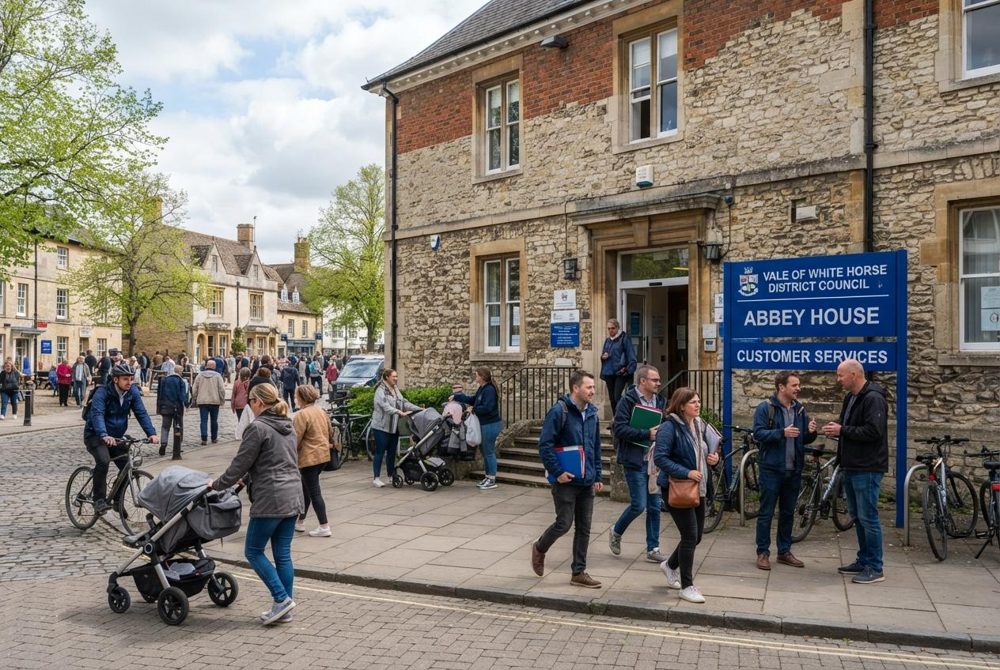 VALE OF WHITE HORSE
DISTRICT COUNCIL
ABBEY HOUSE
CUSTOMER SERVICES